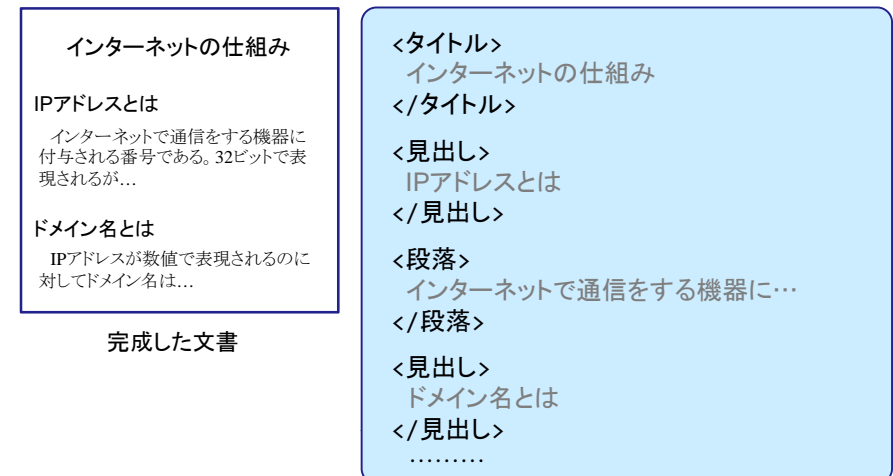 インターネットの仕組み
IPアドレスとは
インターネットで通信をする機器に
付与される番号である。32ビットで表
現されるが…
ドメイン名とは
IPアドレスが数値で表現されるのに
対してドメイン名は…
完成した文書
<タイトル>
インターネットの仕組み
</タイトル>
<見出し>
IPアドレスとは
</見出し>
<段落>
インターネットで通信をする機器に…
</段落>
<見出し>
ドメイン名とは
</見出し>
………